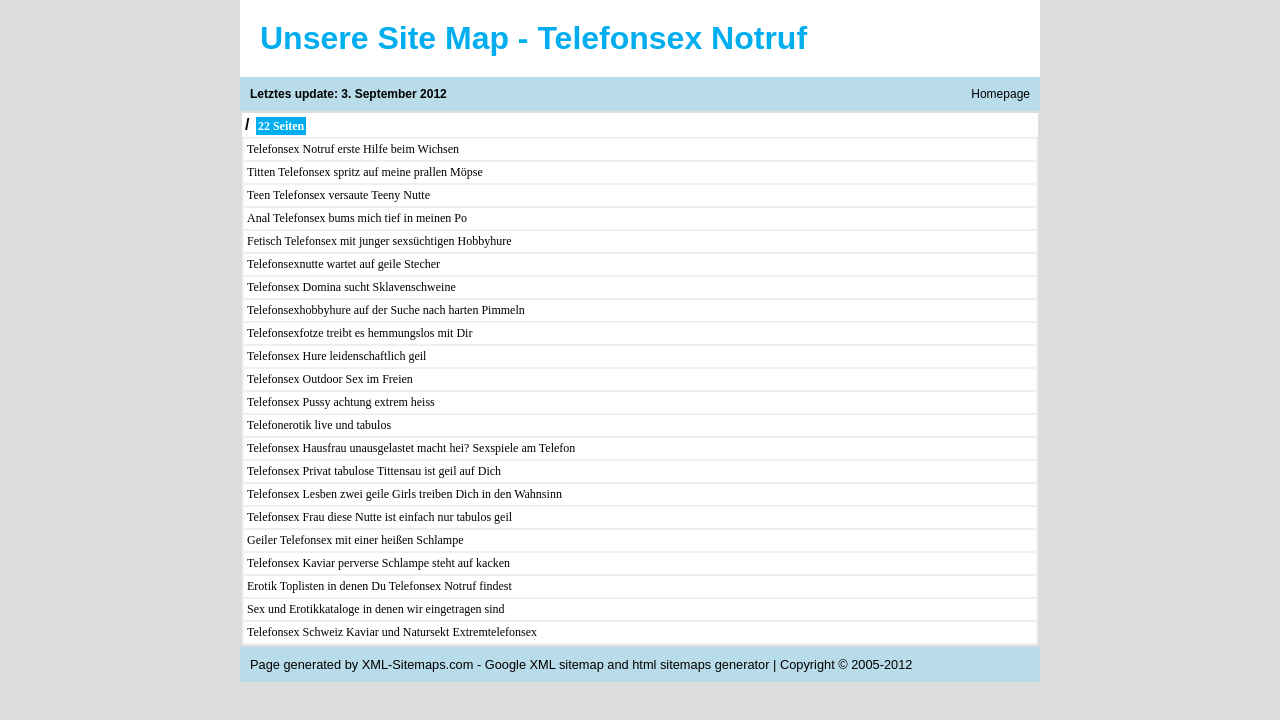 Unsere Site Map - Telefonsex Notruf
Letztes update: 3. September 2012 Homepage
/ 22 Seiten
Telefonsex Notruf erste Hilfe beim Wichsen
Titten Telefonsex spritz auf meine prallen Möpse
Teen Telefonsex versaute Teeny Nutte
Anal Telefonsex bums mich tief in meinen Po
Fetisch Telefonsex mit junger sexsüchtigen Hobbyhure
Telefonsexnutte wartet auf geile Stecher
Telefonsex Domina sucht Sklavenschweine
Telefonsexhobbyhure auf der Suche nach harten Pimmeln
Telefonsexfotze treibt es hemmungslos mit Dir
Telefonsex Hure leidenschaftlich geil
Telefonsex Outdoor Sex im Freien
Telefonsex Pussy achtung extrem heiss
Telefonerotik live und tabulos
Telefonsex Hausfrau unausgelastet macht hei? Sexspiele am Telefon
Telefonsex Privat tabulose Tittensau ist geil auf Dich
Telefonsex Lesben zwei geile Girls treiben Dich in den Wahnsinn
Telefonsex Frau diese Nutte ist einfach nur tabulos geil
Geiler Telefonsex mit einer heißen Schlampe
Telefonsex Kaviar perverse Schlampe steht auf kacken
Erotik Toplisten in denen Du Telefonsex Notruf findest
Sex und Erotikkataloge in denen wir eingetragen sind
Telefonsex Schweiz Kaviar und Natursekt Extremtelefonsex
Page generated by XML-Sitemaps.com - Google XML sitemap and html sitemaps generator | Copyright © 2005-2012